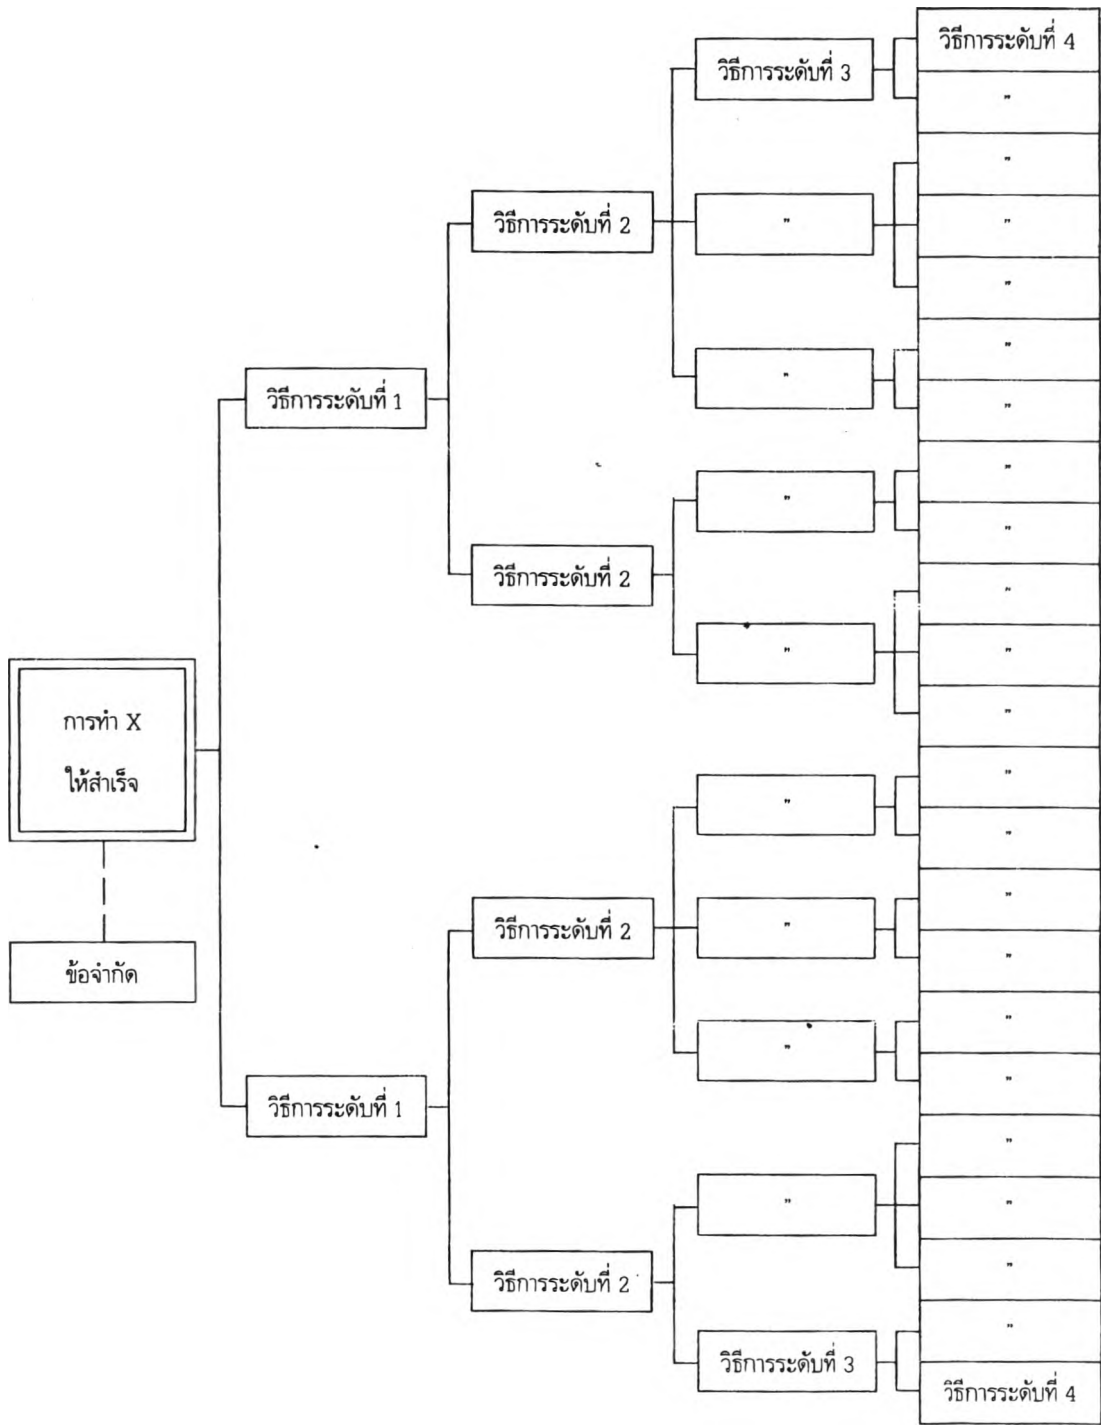 วิธีการระดับที่ 4
วิธีการระดับที่ 3
"
"
วิธีการระดับที่ 2
"
"
"
"
"
"
วิธีการระดับที่ 1
"
"
"
"
วิธีการระดับที่ 2
"
"
"
"
"
การทำ X
ให้สำเร็จ
"
"
"
"
วิธีการระดับที่ 2
"
"
ข้อจำกัด
"
"
"
วิธีการระดับที่ 1
"
"
"
"
วิธีการระดับที่ 2
"
วิธีการระดับที่ 3
วิธีการระดับที่ 4